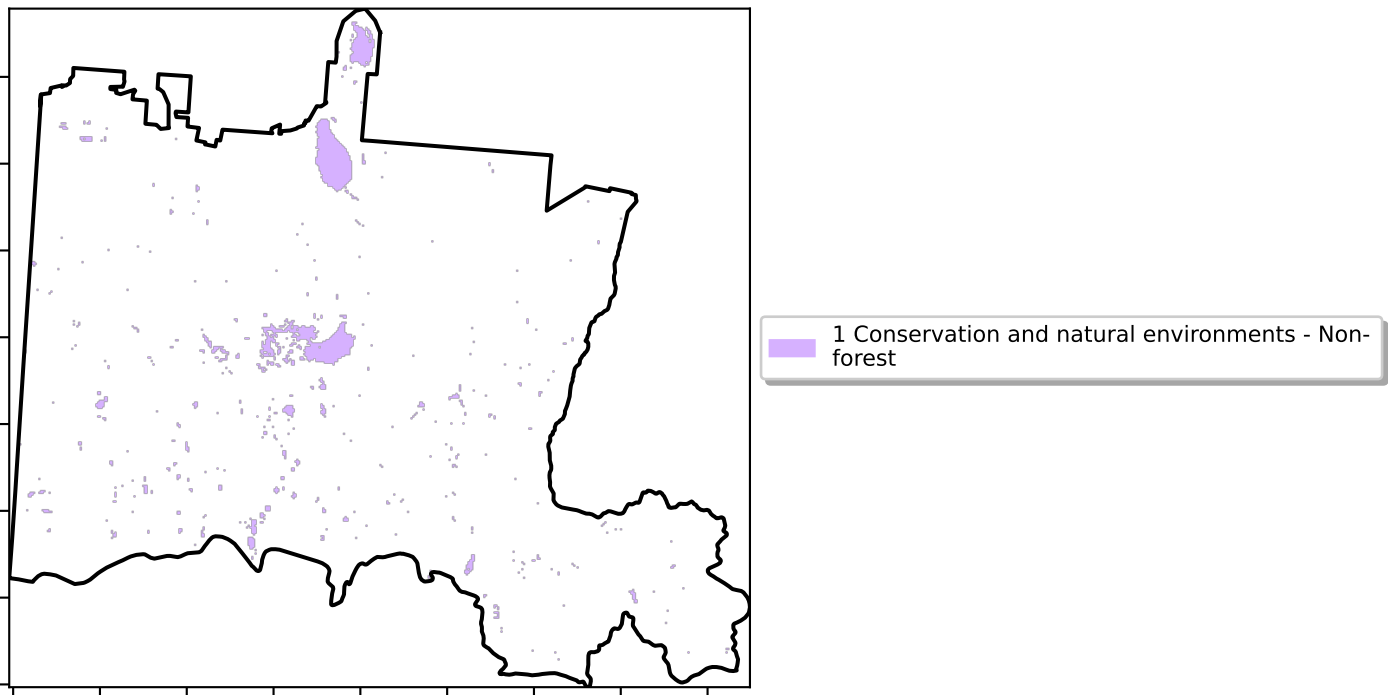 1 Conservation and natural environments - Non-
forest